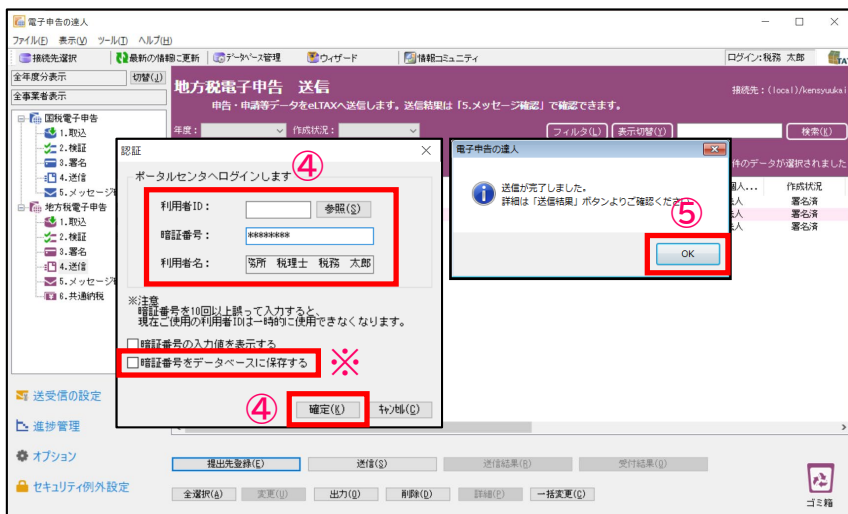 電子申告の達人
ファイル(F) 表示(V) ツール(T) ヘルプ(H)
接続先選択 最新の情報に更新 データベース管理 ウィザード 情報コミュニティ ログイン:税務 太郎
全年度分表示 切替(J)
全事業者表示
地方税電子申告 送信
申告・申請等データをeLTAXへ送信します。送信結果は「5.メッセージ確認」で確認できます。
接続先：(local)/kensyuukai
年度： 作成状況： フィルタ(L) 表示切替(Y) 検索(K)
国税電子申告
1.取込
2.検証
3.署名
4.送信
5.メッセージ
地方税電子申告
1.取込
2.検証
3.署名
4.送信
5.メッセージ
6.共通納税
件のデータが選択されました
個人... 作成状況
法人 署名済
法人 署名済
法人 署名済
認証
④
ポータルセンタへログインします
利用者ID： 参照(S)
暗証番号： ********
利用者名： 務所 税理士 税務 太郎
※注意
暗証番号を10回以上誤って入力すると、
現在ご使用の利用者IDは一時的に使用できなくなります。
暗証番号の入力値を表示する
暗証番号をデータベースに保存する ※
④ 確定(K) キャンセル(C)
電子申告の達人
送信が完了しました。
詳細は「送信結果」ボタンよりご確認ください。
⑤
OK
送受信の設定
進捗管理
オプション
セキュリティ例外設定
提出先登録(E) 送信(S) 送信結果(R) 受付結果(Q)
全選択(A) 変更(U) 出力(O) 削除(D) 詳細(P) 一括変更(C)
ゴミ箱